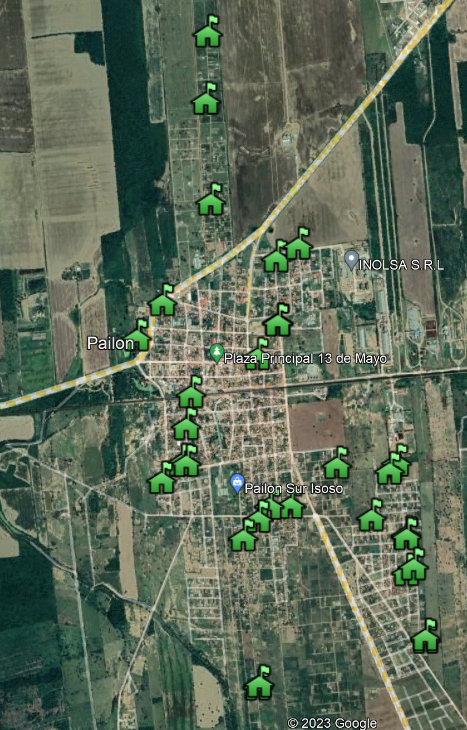 INOLSA S.R.L
Pailon
Plaza Principal 13 de Mayo
Pailon Sur Isoso
© 2023 Google